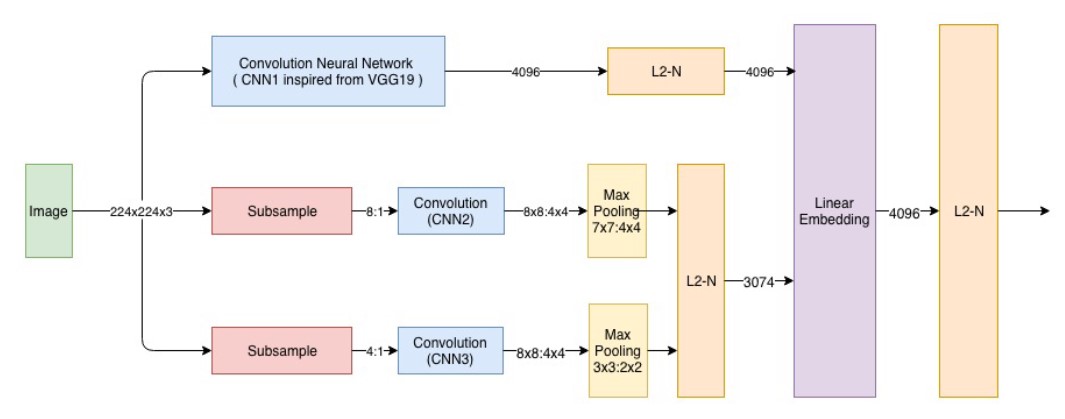 Convolution Neural Network
( CNN1 inspired from VGG19 )
4096
L2-N
4096
Image
224x224x3
Subsample
8:1
Convolution
(CNN2)
8x8:4x4
Max
Pooling
7x7:4x4
L2-N
3074
Linear
Embedding
4096
L2-N
Subsample
4:1
Convolution
(CNN3)
8x8:4x4
Max
Pooling
3x3:2x2